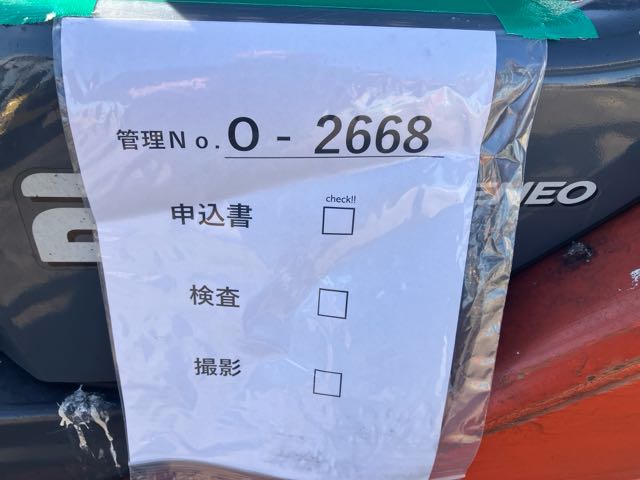 管理No. O - 2668
check!!
申込書
検査
撮影
NEO